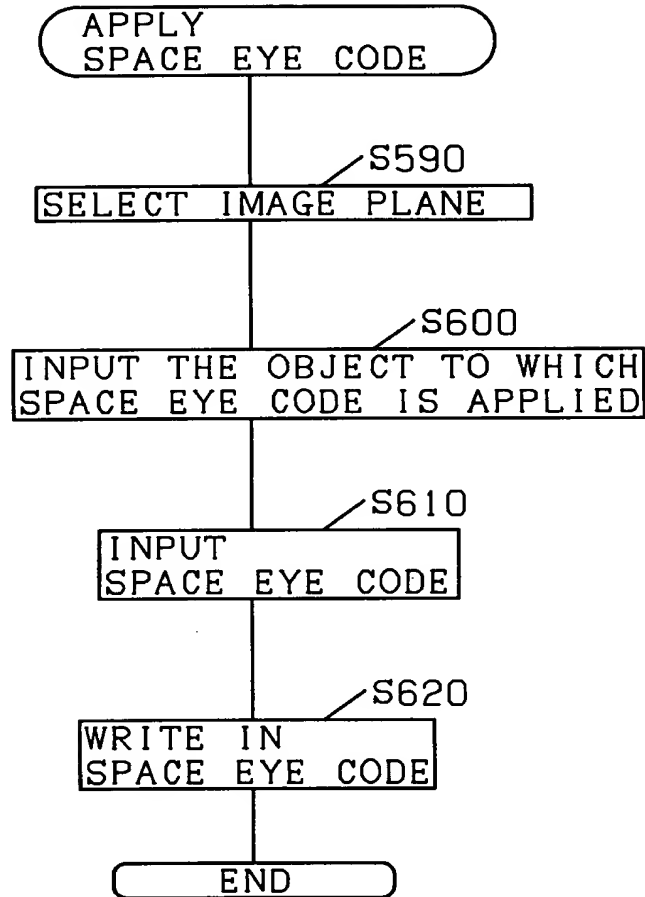 APPLY
SPACE EYE CODE
S590
SELECT IMAGE PLANE
S600
INPUT THE OBJECT TO WHICH
SPACE EYE CODE IS APPLIED
S610
INPUT
SPACE EYE CODE
S620
WRITE IN
SPACE EYE CODE
END